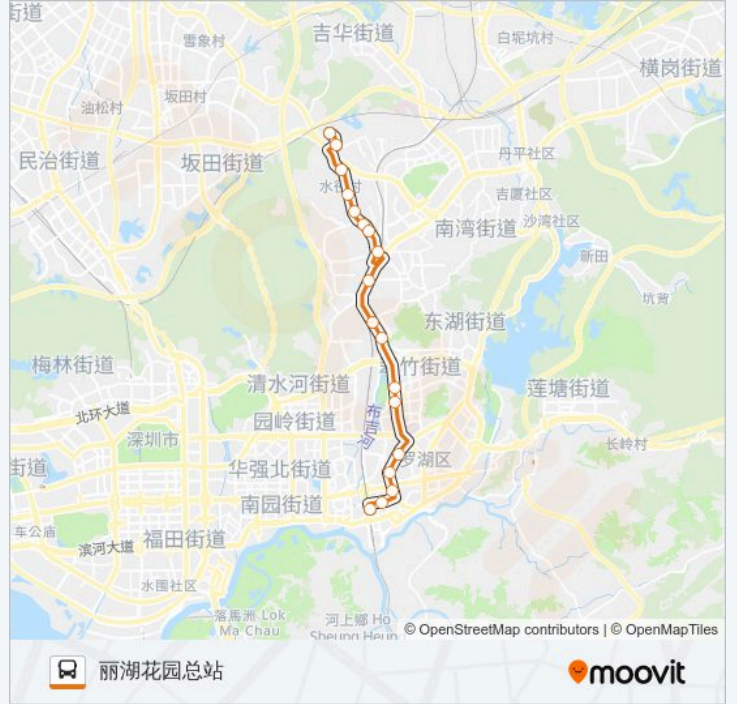 街道
雪象村
吉华街道
白坭坑村
横岗街道
坂田村
油松村
民治街道
坂田街道
丹平社区
吉厦社区
南湾街道
沙湾社区
新田
坑背
东湖街道
竹街道
梅林街道
清水河街道
莲塘街道
北环大道
园岭街道
布吉河
深圳市
长岭村
街道
华强北街道
罗湖区
南园街道
车公庙
滨河大道
福田街道
水围社区
落馬洲 Lok
Ma Chau
河上鄉 Ho
Sheung Heun
© OpenStreetMap contributors | © OpenMapTiles
丽湖花园总站
moovit